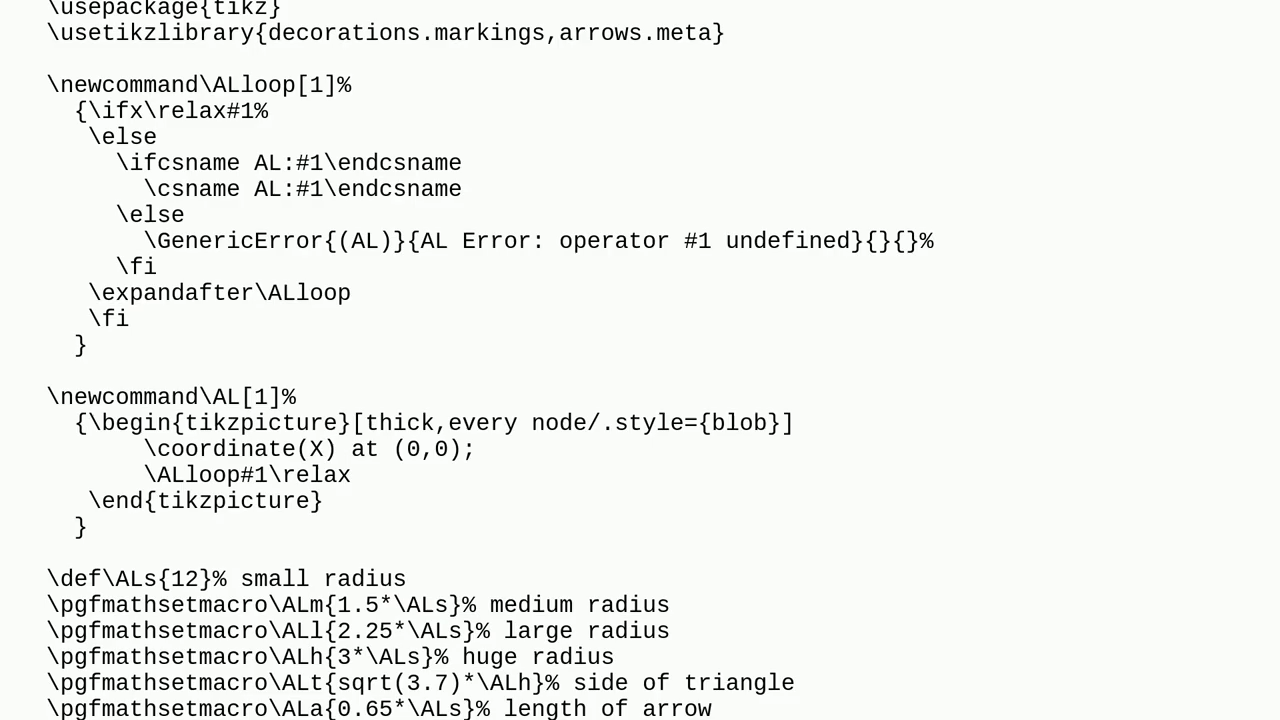 \usepackage{tikz}
\usetikzlibrary{decorations.markings,arrows.meta}
\newcommand\ALloop[1]%
{\ifx\relax#1%
\else
\ifcsname AL:#1\endcsname
\csname AL:#1\endcsname
\else
\GenericError{(AL)}{AL Error: operator #1 undefined}{}{}%
\fi
\expandafter\ALloop
\fi
}
\newcommand\AL[1]%
{\begin{tikzpicture}[thick,every node/.style={blob}]
\coordinate(X) at (0,0);
\ALloop#1\relax
\end{tikzpicture}
}
\def\ALs{12}% small radius
\pgfmathsetmacro\ALm{1.5*\ALs}% medium radius
\pgfmathsetmacro\ALl{2.25*\ALs}% large radius
\pgfmathsetmacro\ALh{3*\ALs}% huge radius
\pgfmathsetmacro\ALt{sqrt(3.7)*\ALh}% side of triangle
\pgfmathsetmacro\ALa{0.65*\ALs}% length of arrow